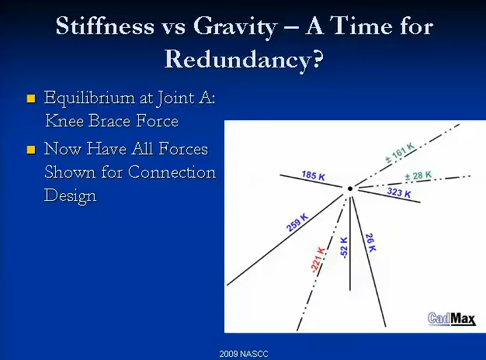 Stiffness vs Gravity – A Time for
Redundancy?
Equilibrium at Joint A:
Knee Brace Force
Now Have All Forces
Shown for Connection
Design
± 161 K
185 K
± 28 K
323 K
259 K
-221 K
-52 K
26 K
CadMax
2009 NASCC